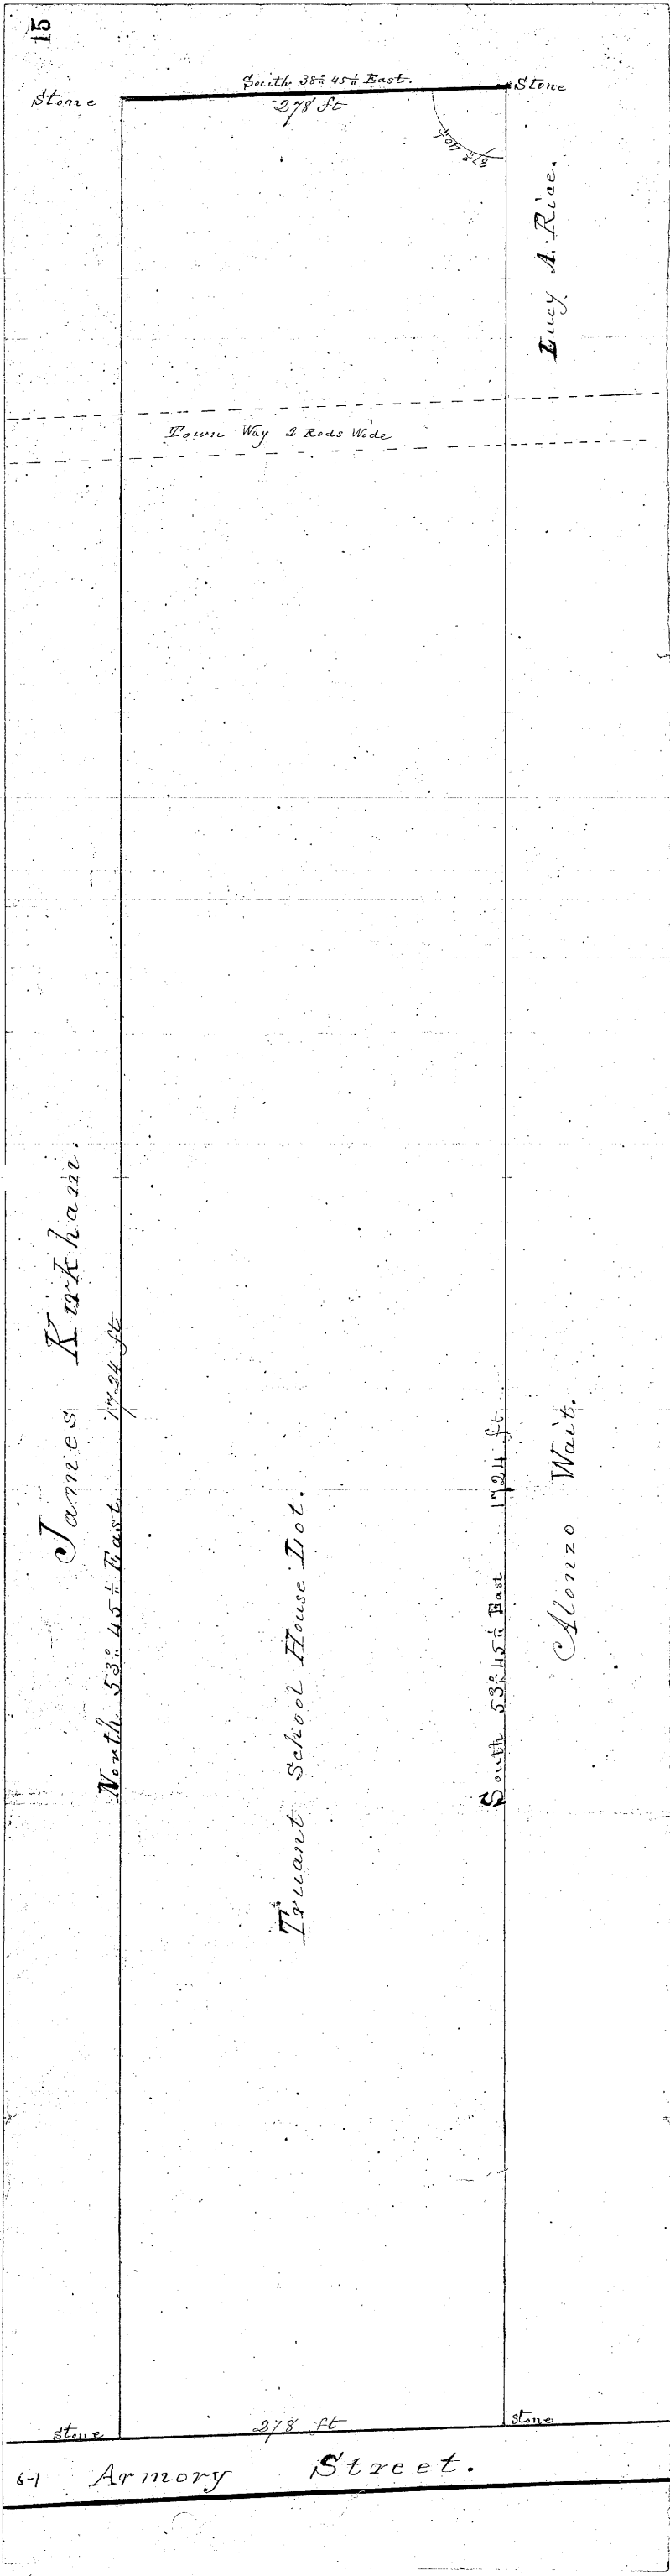 15
South 38° 45' East.
Stone
Stone
278 ft
87° 40'
Lucy A. Rice.
Town Way 2 Rods Wide
James Kirkham.
1724 ft
North 53° 45' East
Truant School House Lot.
1724 ft
South 53° 45' East
Alonzo Wait.
Stone
278 ft
Stone
6-1 Armory Street.